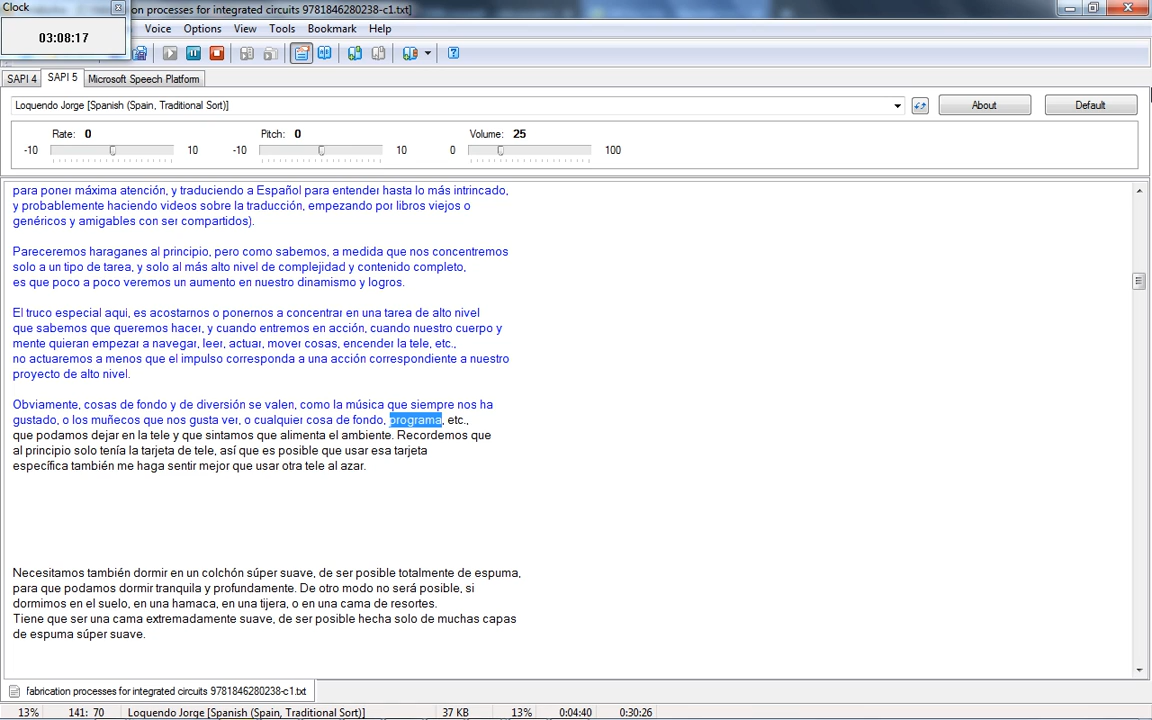 Clock
on processes for integrated circuits 9781846280238-c1.txt]
03:08:17
Voice Options View Tools Bookmark Help
SAPI 4 SAPI 5 Microsoft Speech Platform
Loquendo Jorge [Spanish (Spain, Traditional Sort)] About Default
Rate: 0 Pitch: 0 Volume: 25
-10 10 -10 10 0 100
para poner máxima atención, y traduciendo a Español para entender hasta lo más intrincado,
y probablemente haciendo videos sobre la traducción, empezando por libros viejos o
genéricos y amigables con ser compartidos).
Pareceremos haraganes al principio, pero como sabemos, a medida que nos concentremos
solo a un tipo de tarea, y solo al más alto nivel de complejidad y contenido completo,
es que poco a poco veremos un aumento en nuestro dinamismo y logros.
El truco especial aquí, es acostarnos o ponernos a concentrar en una tarea de alto nivel
que sabemos que queremos hacer, y cuando entremos en acción, cuando nuestro cuerpo y
mente quieran empezar a navegar, leer, actuar, mover cosas, encender la tele, etc.,
no actuaremos a menos que el impulso corresponda a una acción correspondiente a nuestro
proyecto de alto nivel.
Obviamente, cosas de fondo y de diversión se valen, como la música que siempre nos ha
gustado, o los muñecos que nos gusta ver, o cualquier cosa de fondo, programa, etc.,
que podamos dejar en la tele y que sintamos que alimenta el ambiente. Recordemos que
al principio solo tenía la tarjeta de tele, así que es posible que usar esa tarjeta
específica también me haga sentir mejor que usar otra tele al azar.
Necesitamos también dormir en un colchón súper suave, de ser posible totalmente de espuma,
para que podamos dormir tranquila y profundamente. De otro modo no será posible, si
dormimos en el suelo, en una hamaca, en una tijera, o en una cama de resortes.
Tiene que ser una cama extremadamente suave, de ser posible hecha solo de muchas capas
de espuma súper suave.
fabrication processes for integrated circuits 9781846280238-c1.txt
13% 141: 70 Loquendo Jorge [Spanish (Spain, Traditional Sort)] 37 KB 13% 0:04:40 0:30:26